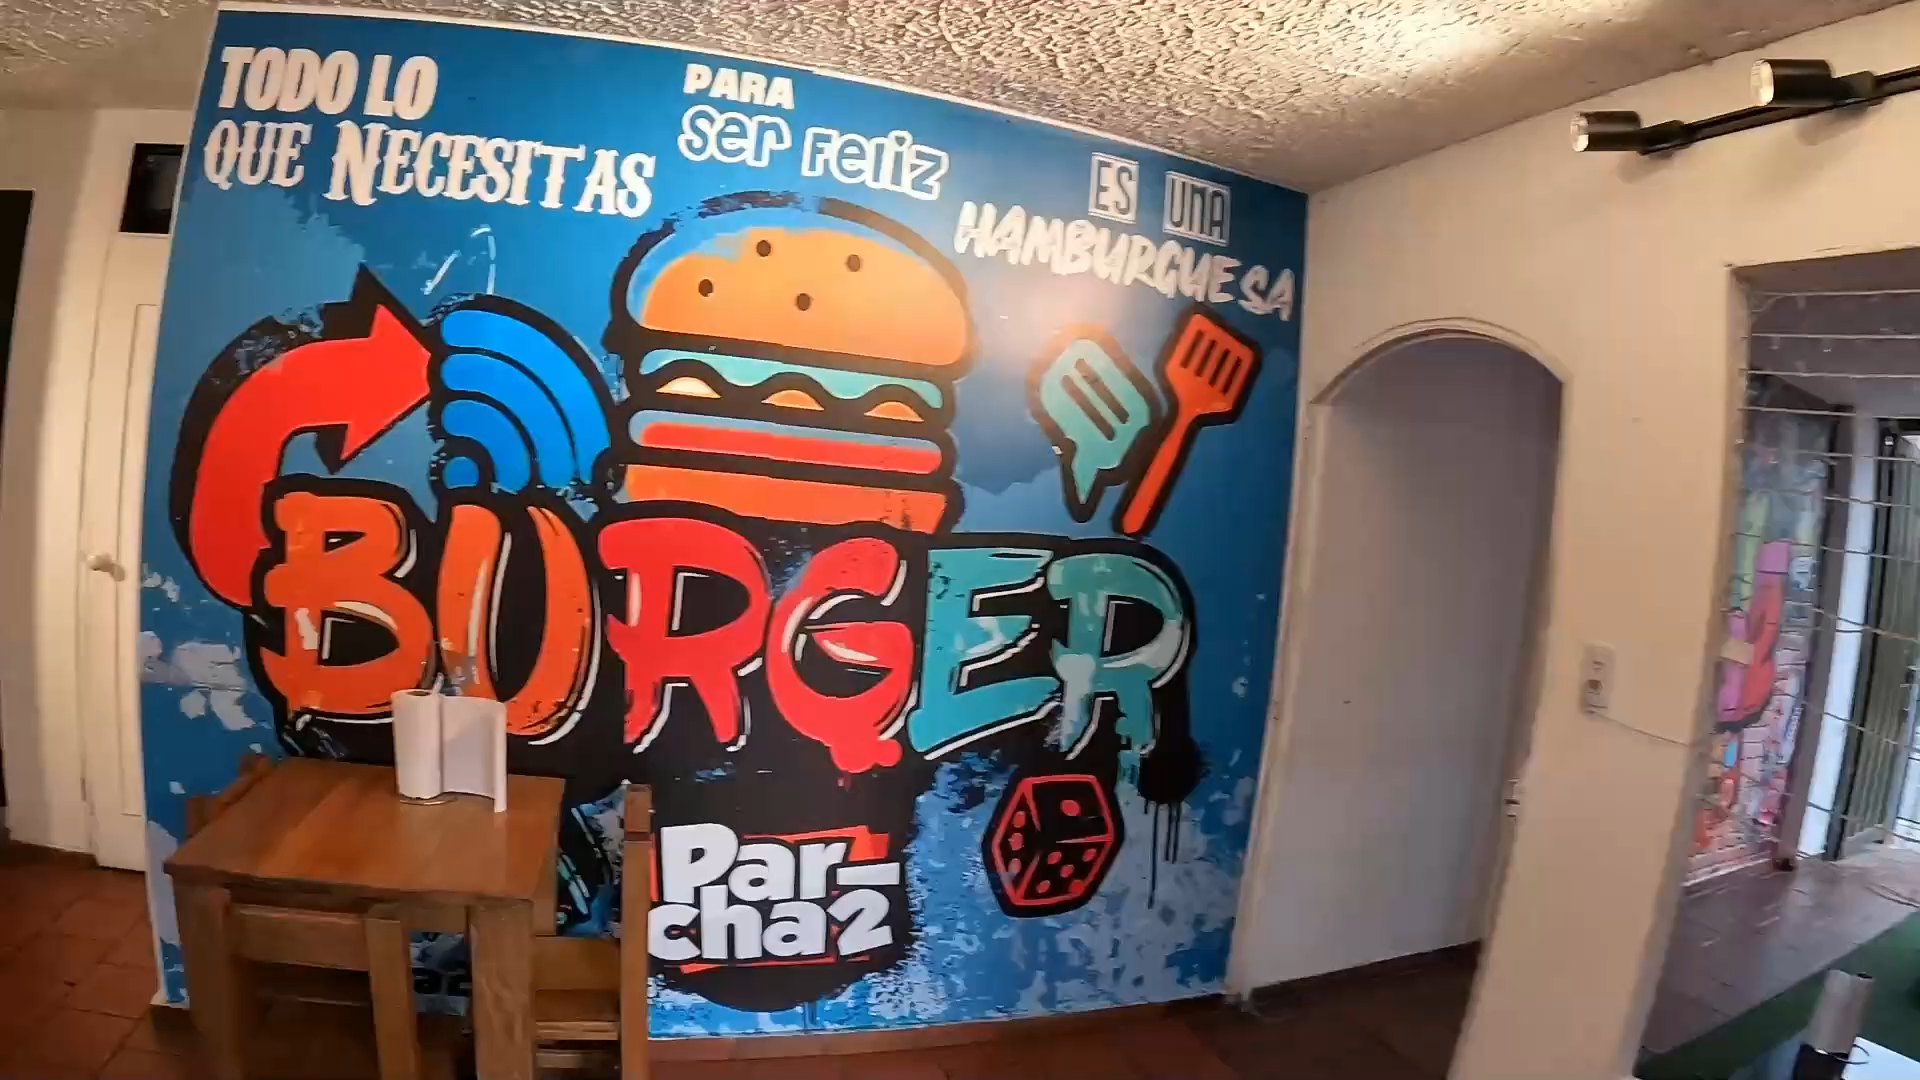 TODO LO
QUE NECESITAS
PARA
ser feliz
ES UNA
HAMBURGUESA
BURGER
Par-
cha2